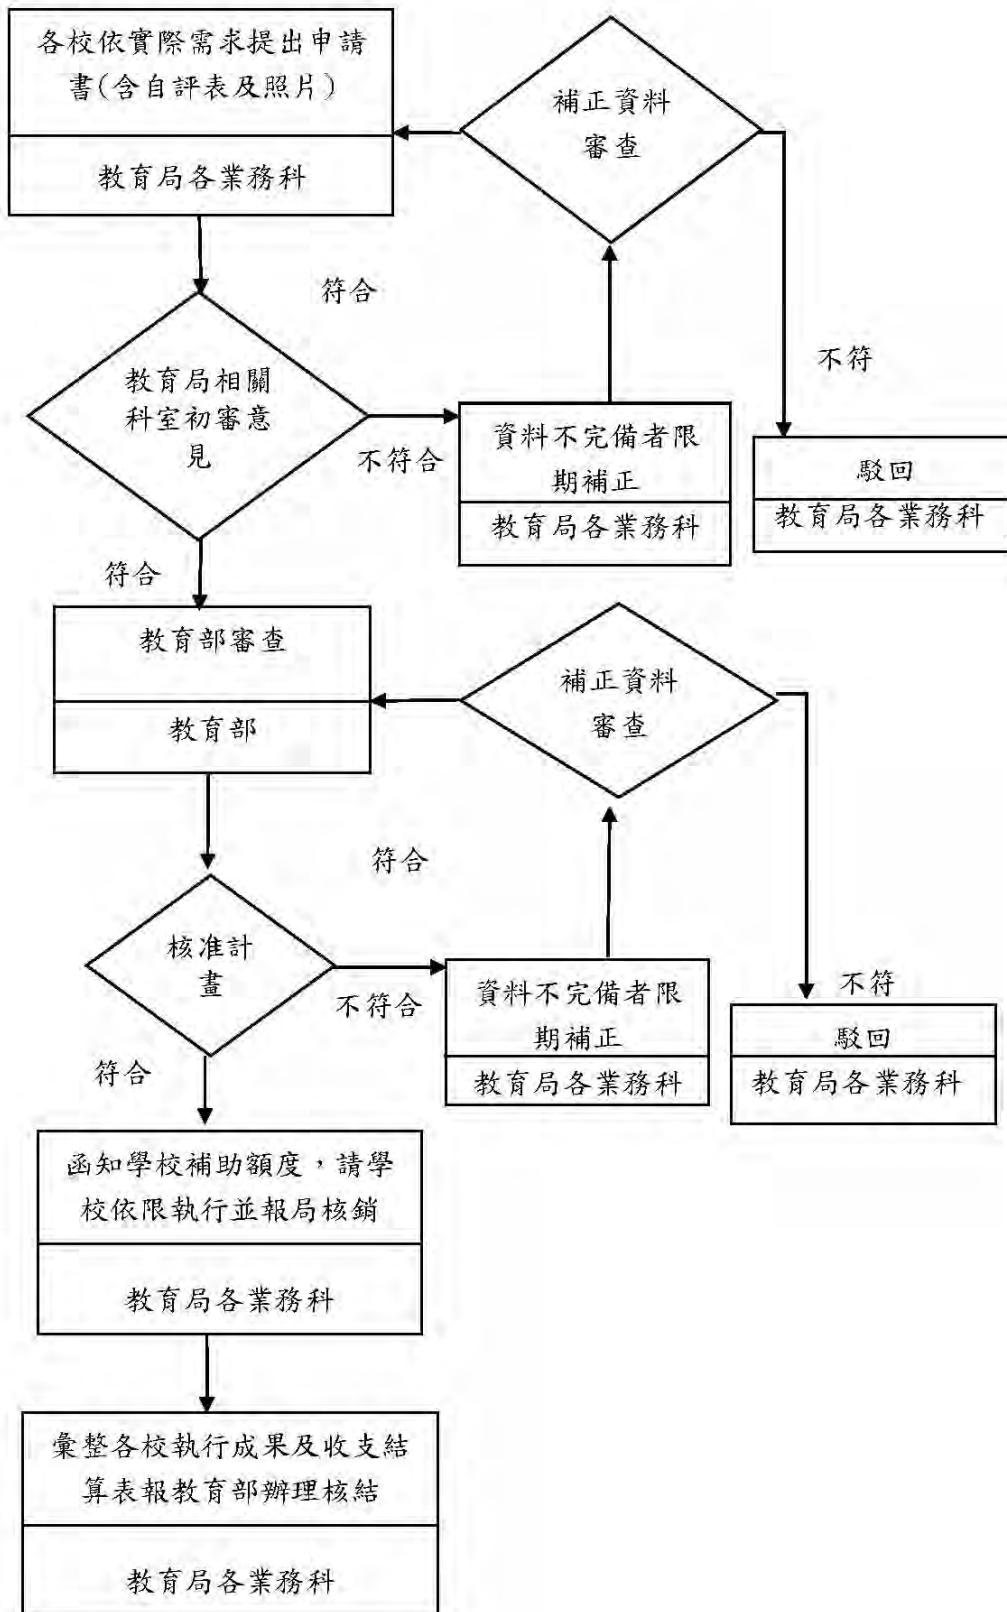 各校依實際需求提出申請
書(含自評表及照片)
教育局各業務科
補正資料
審查
符合
不符
教育局相關
科室初審意
見
不符合
資料不完備者限
期補正
教育局各業務科
駁回
教育局各業務科
符合
教育部審查
教育部
補正資料
審查
符合
核准計
畫
不符合
資料不完備者限
期補正
教育局各業務科
不符
駁回
教育局各業務科
符合
函知學校補助額度，請學
校依限執行並報局核銷
教育局各業務科
彙整各校執行成果及收支結
算表報教育部辦理核結
教育局各業務科